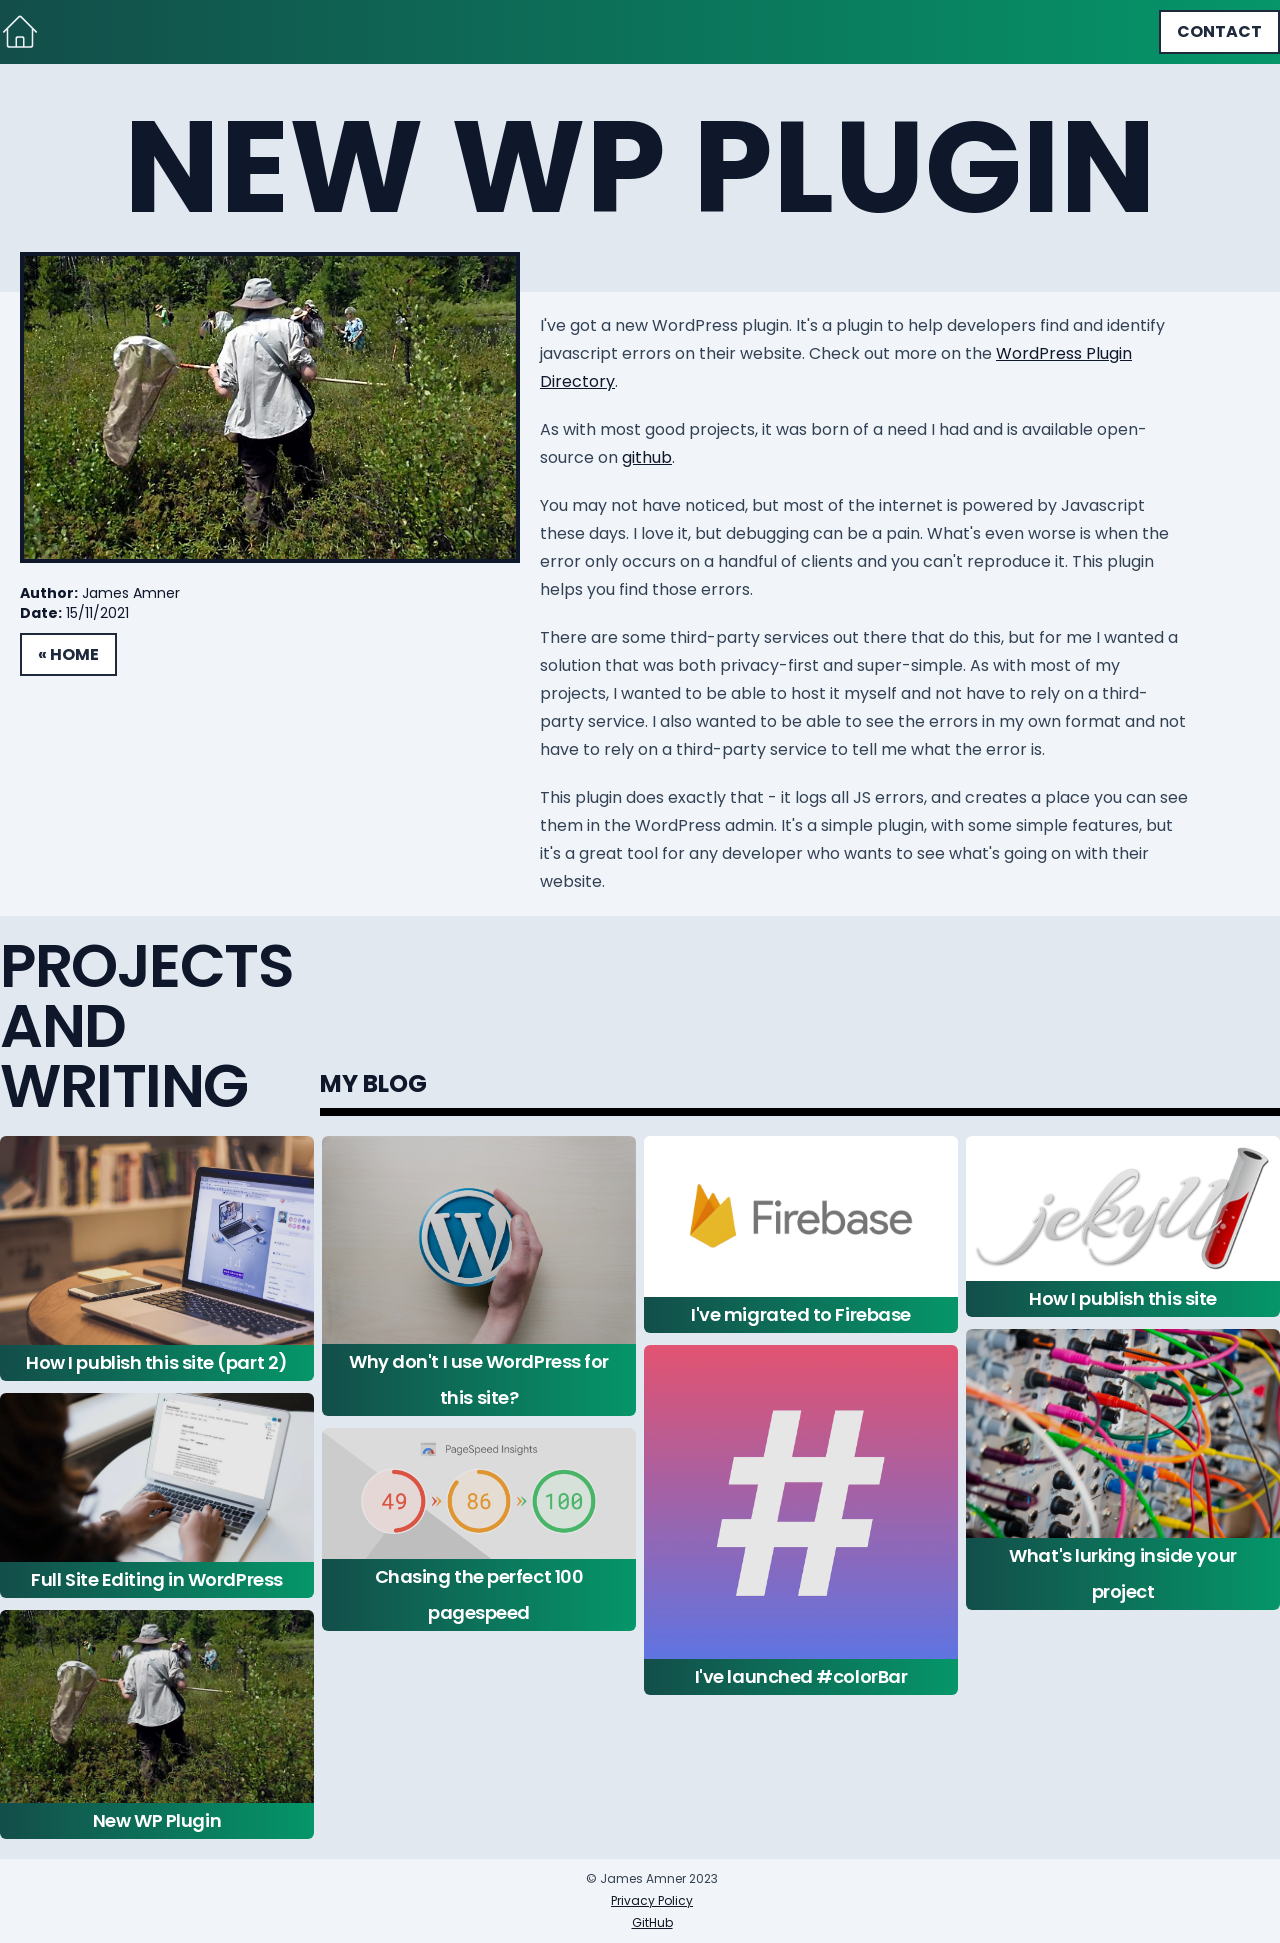 CONTACT
NEW WP PLUGIN
I've got a new WordPress plugin. It's a plugin to help developers find and identify
javascript errors on their website. Check out more on the WordPress Plugin
Directory.
As with most good projects, it was born of a need I had and is available open-
source on github.
You may not have noticed, but most of the internet is powered by Javascript
these days. I love it, but debugging can be a pain. What's even worse is when the
error only occurs on a handful of clients and you can't reproduce it. This plugin
helps you find those errors.
There are some third-party services out there that do this, but for me I wanted a
solution that was both privacy-first and super-simple. As with most of my
projects, I wanted to be able to host it myself and not have to rely on a third-
party service. I also wanted to be able to see the errors in my own format and not
have to rely on a third-party service to tell me what the error is.
This plugin does exactly that - it logs all JS errors, and creates a place you can see
them in the WordPress admin. It's a simple plugin, with some simple features, but
it's a great tool for any developer who wants to see what's going on with their
website.
Author: James Amner
Date: 15/11/2021
« HOME
PROJECTS
AND
WRITING
MY BLOG
How I publish this site (part 2)
Full Site Editing in WordPress
New WP Plugin
W
Why don't I use WordPress for
this site?
PageSpeed Insights
49 » 86 » 100
Chasing the perfect 100
pagespeed
Firebase
I've migrated to Firebase
#
I've launched #colorBar
jekyll
How I publish this site
What's lurking inside your
project
© James Amner 2023
Privacy Policy
GitHub